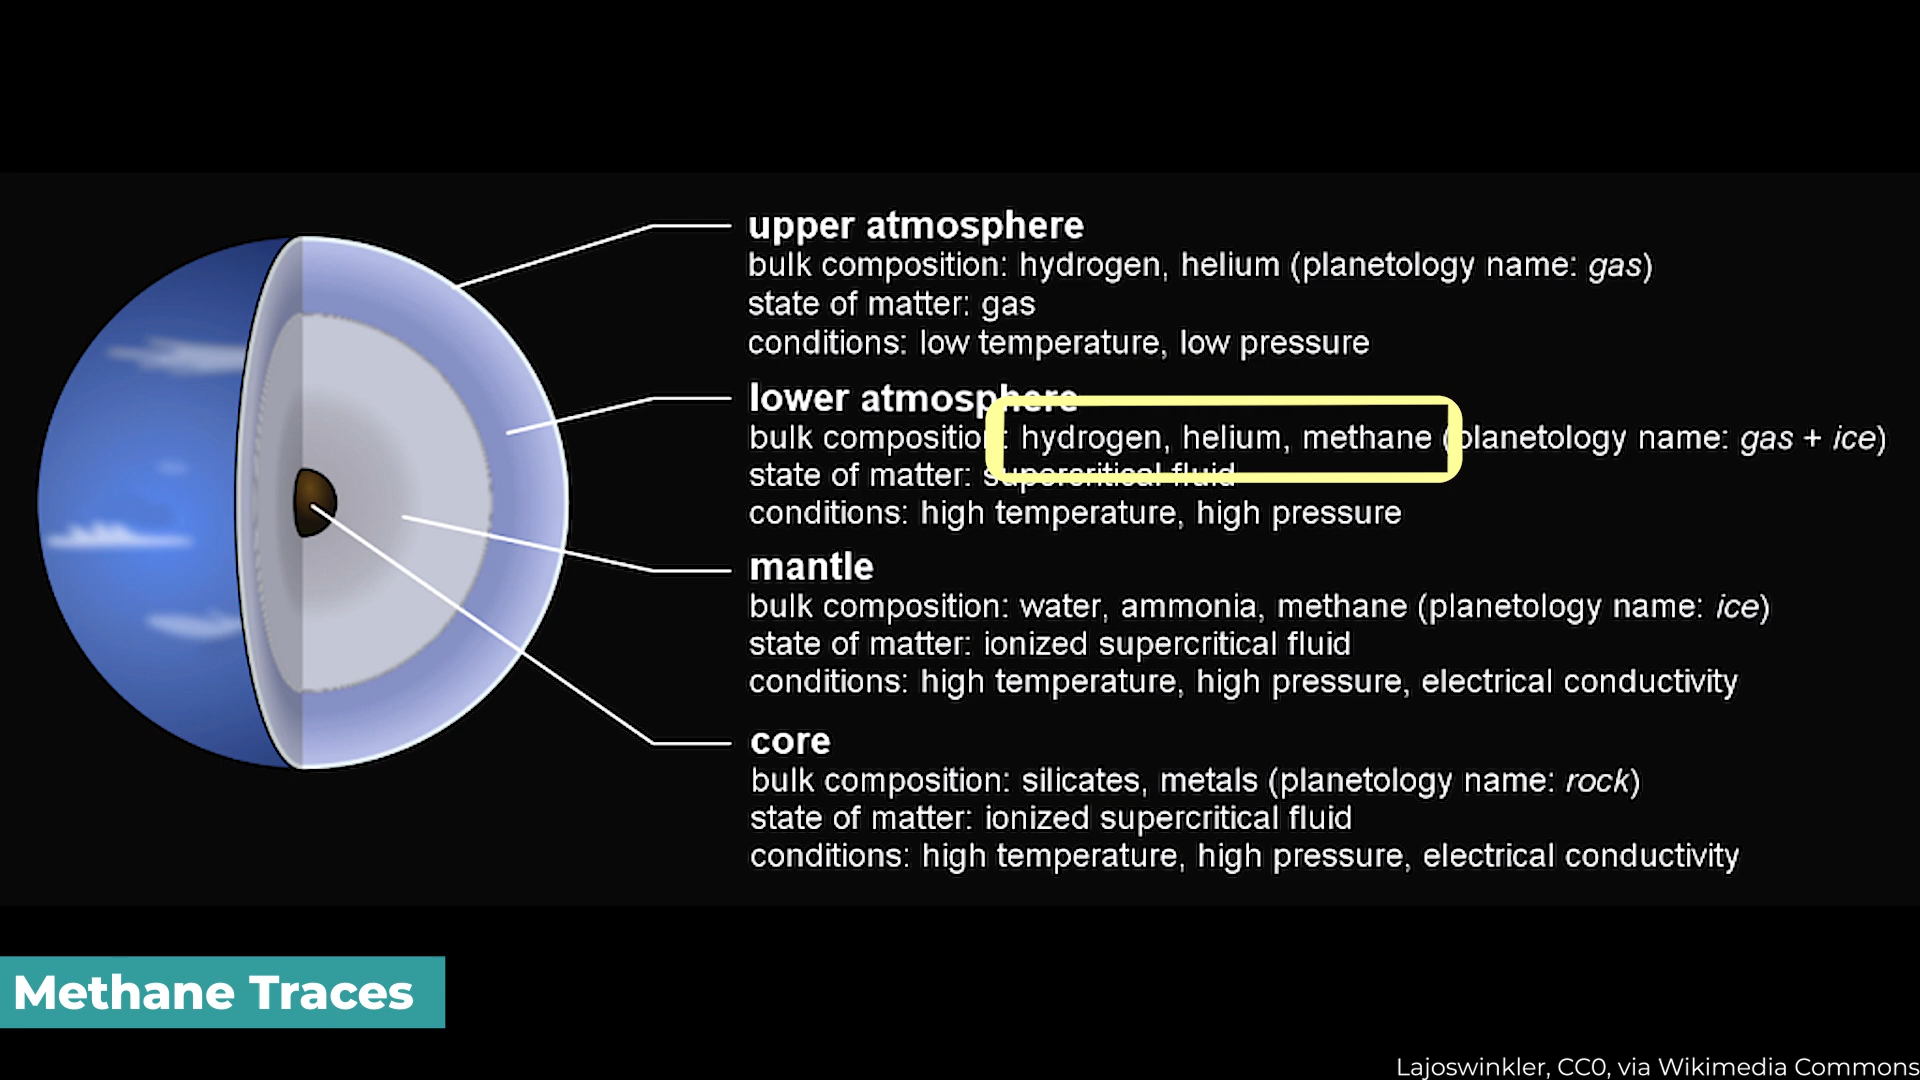 upper atmosphere
bulk composition: hydrogen, helium (planetology name: gas)
state of matter: gas
conditions: low temperature, low pressure
lower atmosphere
bulk composition: hydrogen, helium, methane (planetology name: gas + ice)
state of matter: supercritical fluid
conditions: high temperature, high pressure
mantle
bulk composition: water, ammonia, methane (planetology name: ice)
state of matter: ionized supercritical fluid
conditions: high temperature, high pressure, electrical conductivity
core
bulk composition: silicates, metals (planetology name: rock)
state of matter: ionized supercritical fluid
conditions: high temperature, high pressure, electrical conductivity
Methane Traces
Lajoswinkler, CC0, via Wikimedia Commons